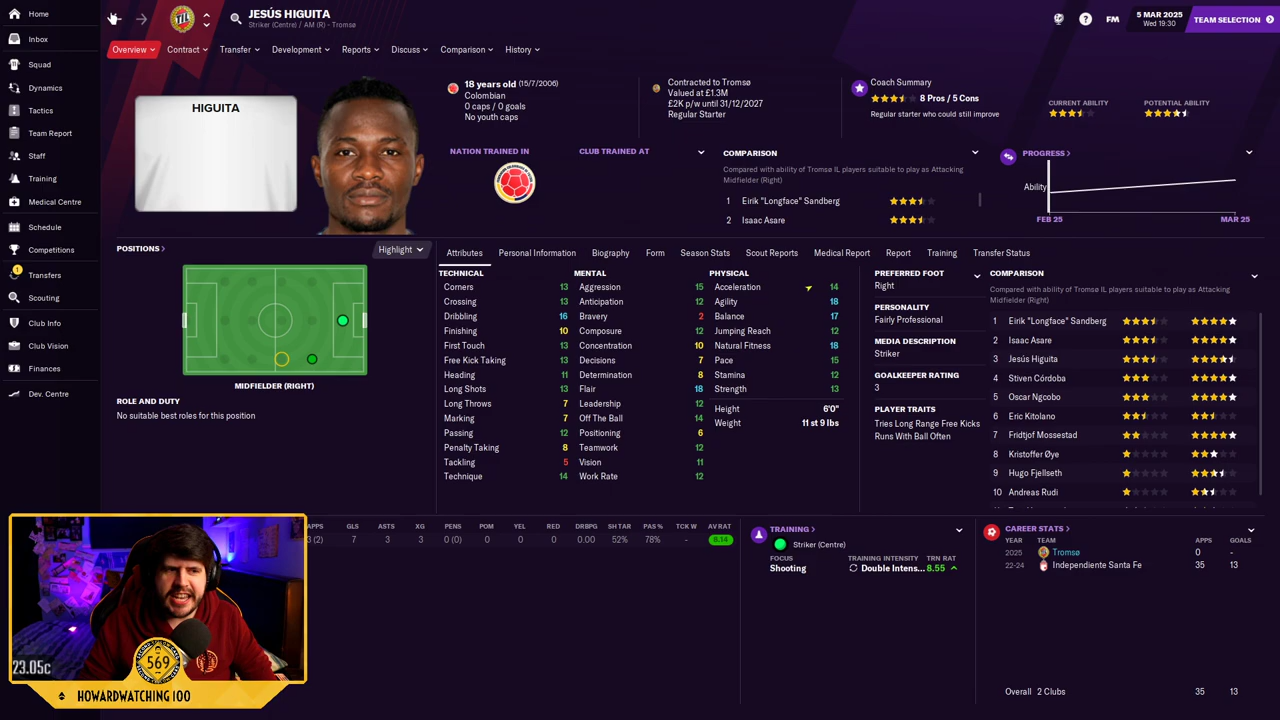 Home
Inbox
Squad
Dynamics
Tactics
Team Report
Staff
Training
Medical Centre
Schedule
Competitions
1
Transfers
Scouting
Club Info
Club Vision
Finances
Dev. Centre
JESÚS HIGUITA
Striker (Centre) / AM (R) - Tromsø
FM
5 MAR 2025
Wed 19:30
TEAM SELECTION
Overview
Contract
Transfer
Development
Reports
Discuss
Comparison
History
HIGUITA
18 years old (15/7/2006)
Colombian
0 caps / 0 goals
No youth caps
Contracted to Tromsø
Valued at £1.3M
£2K p/w until 31/12/2027
Regular Starter
Coach Summary
8 Pros / 5 Cons
Regular starter who could still improve
CURRENT ABILITY
POTENTIAL ABILITY
NATION TRAINED IN
CLUB TRAINED AT
COMPARISON
Compared with ability of Tromsø IL players suitable to play as Attacking
Midfielder (Right)
1 Eirik "Longface" Sandberg
2 Isaac Asare
PROGRESS
Ability
FEB 25
MAR 25
POSITIONS
Highlight
MIDFIELDER (RIGHT)
ROLE AND DUTY
No suitable best roles for this position
Attributes
Personal Information
Biography
Form
Season Stats
Scout Reports
Medical Report
Report
Training
Transfer Status
TECHNICAL
Corners 13
Crossing 13
Dribbling 16
Finishing 10
First Touch 13
Free Kick Taking 13
Heading 11
Long Shots 13
Long Throws 7
Marking 7
Passing 12
Penalty Taking 8
Tackling 5
Technique 14
MENTAL
Aggression 15
Anticipation 12
Bravery 2
Composure 12
Concentration 10
Decisions 7
Determination 8
Flair 18
Leadership 12
Off The Ball 14
Positioning 6
Teamwork 12
Vision 11
Work Rate 12
PHYSICAL
Acceleration 14
Agility 18
Balance 17
Jumping Reach 12
Natural Fitness 18
Pace 15
Stamina 12
Strength 13
Height 6'0"
Weight 11 st 9 lbs
PREFERRED FOOT
Right
PERSONALITY
Fairly Professional
MEDIA DESCRIPTION
Striker
GOALKEEPER RATING
3
PLAYER TRAITS
Tries Long Range Free Kicks
Runs With Ball Often
COMPARISON
Compared with ability of Tromsø IL players suitable to play as Attacking
Midfielder (Right)
1 Eirik "Longface" Sandberg
2 Isaac Asare
3 Jesús Higuita
4 Stiven Córdoba
5 Oscar Ngcobo
6 Eric Kitolano
7 Fridtjof Mossestad
8 Kristoffer Øye
9 Hugo Fjellseth
10 Andreas Rudi
APPS GLS ASTS XG PENS POM YEL RED DRBPG SH TAR PAS % TCK W AV RAT
3 (2) 7 3 3 0 (0) 0 0 0 0.00 52% 78% - 8.14
TRAINING
Striker (Centre)
FOCUS
Shooting
TRAINING INTENSITY
Double Intens...
TRN RAT
8.55
CAREER STATS
YEAR TEAM APPS GOALS
2025 Tromsø 0 -
22-24 Independiente Santa Fe 35 13
Overall 2 Clubs 35 13
23.05c
569
HOWARDWATCHING 100